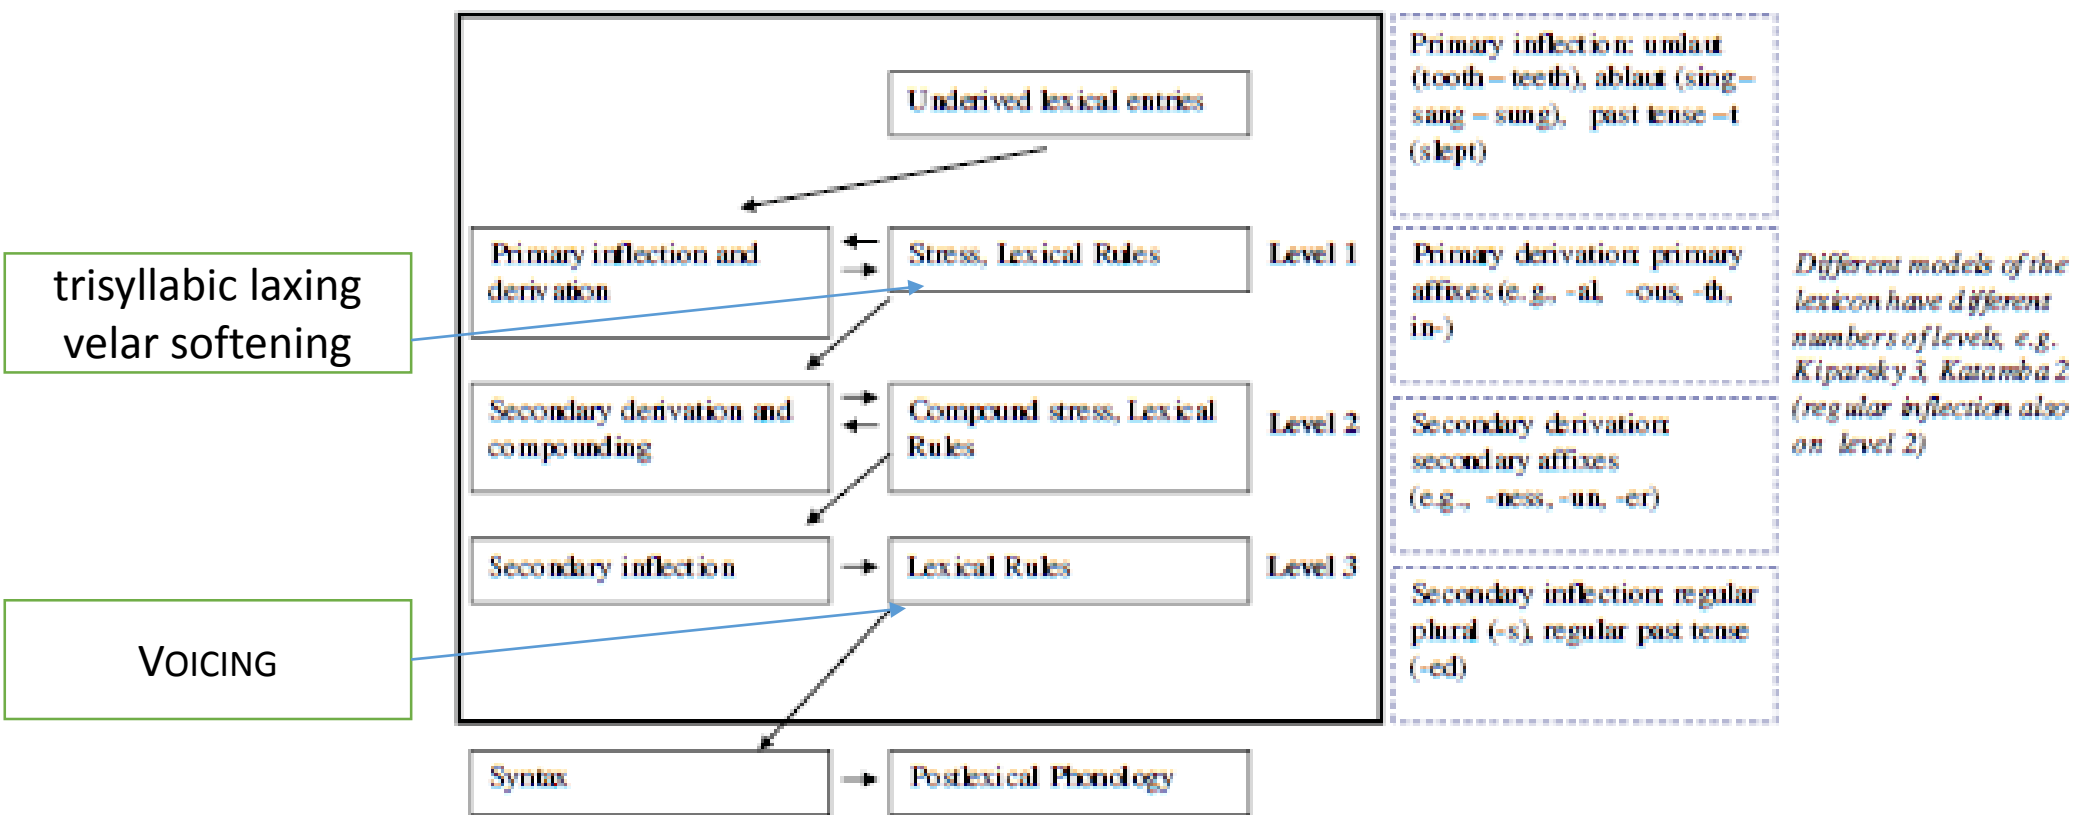 Underived lexical entries
Primary inflection and
derivation
Stress, Lexical Rules
Level 1
Secondary derivation and
compounding
Compound stress, Lexical
Rules
Level 2
Secondary inflection
Lexical Rules
Level 3
Syntax
Postlexical Phonology
trisyllabic laxing
velar softening
VOICING
Primary inflection: umlaut
(tooth – teeth), ablaut (sing –
sang – sung), past tense –t
(slept)
Primary derivation: primary
affixes (e. g., -al, -ous, -th,
in-)
Secondary derivation:
secondary affixes
(e.g., -ness, -un, -er)
Secondary inflection: regular
plural (-s), regular past tense
(-ed)
Different models of the
lexicon have different
numbers of levels, e.g.
Kiparsky 3, Katamba 2
(regular inflection also
on level 2)